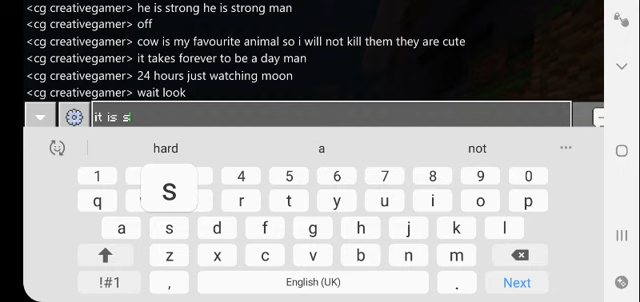 <cg creativegamer> he is strong he is strong man
<cg creativegamer> off
<cg creativegamer> cow is my favourite animal so i will not kill them they are cute
<cg creativegamer> it takes forever to be a day man
<cg creativegamer> 24 hours just watching moon
<cg creativegamer> wait look
it is s
hard a not
1 4 5 6 7 8 9 0
s
q r t y u i o p
a s d f g h j k l
z x c v b n m
!#1 , English (UK) . Next